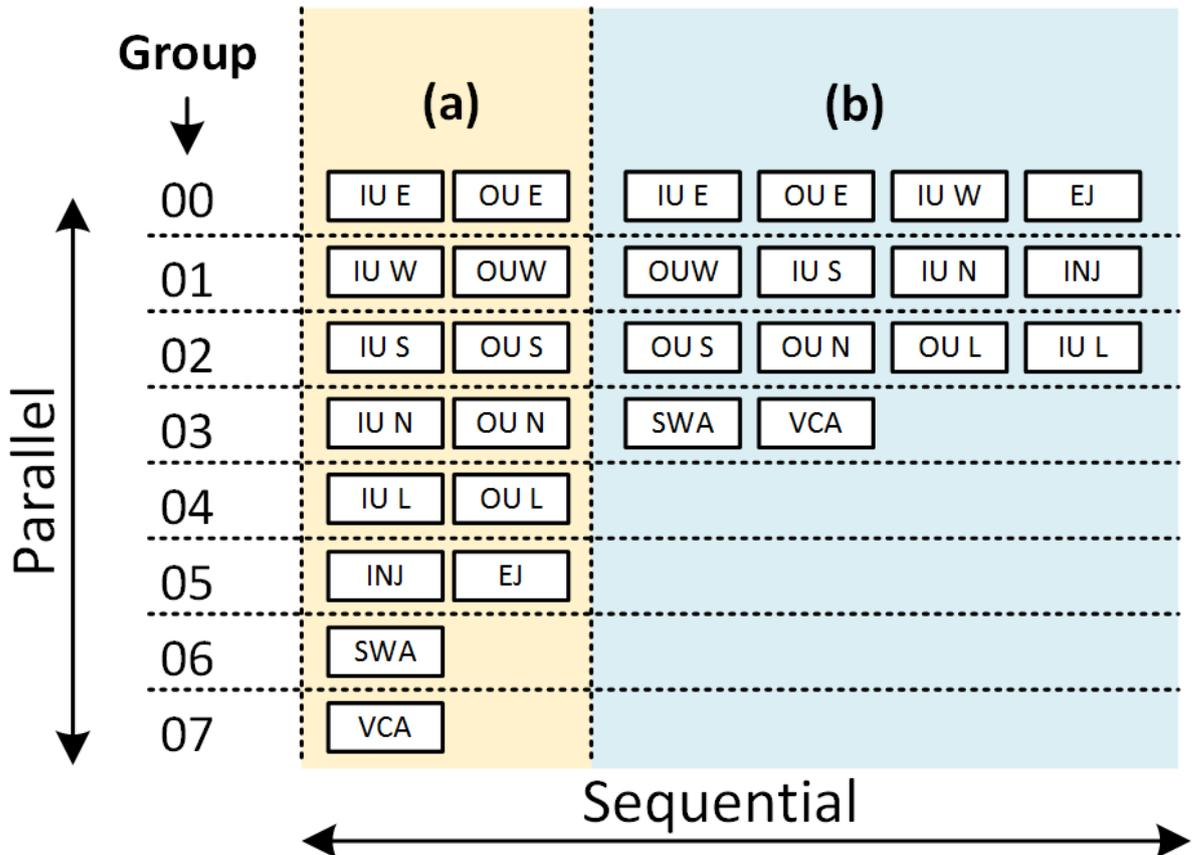 Group
(a) (b)
00 IU E OU E IU E OU E IU W EJ
01 IU W OUW OUW IU S IU N INJ
02 IU S OU S OU S OU N OU L IU L
03 IU N OU N SWA VCA
04 IU L OU L
05 INJ EJ
06 SWA
07 VCA
Parallel
Sequential